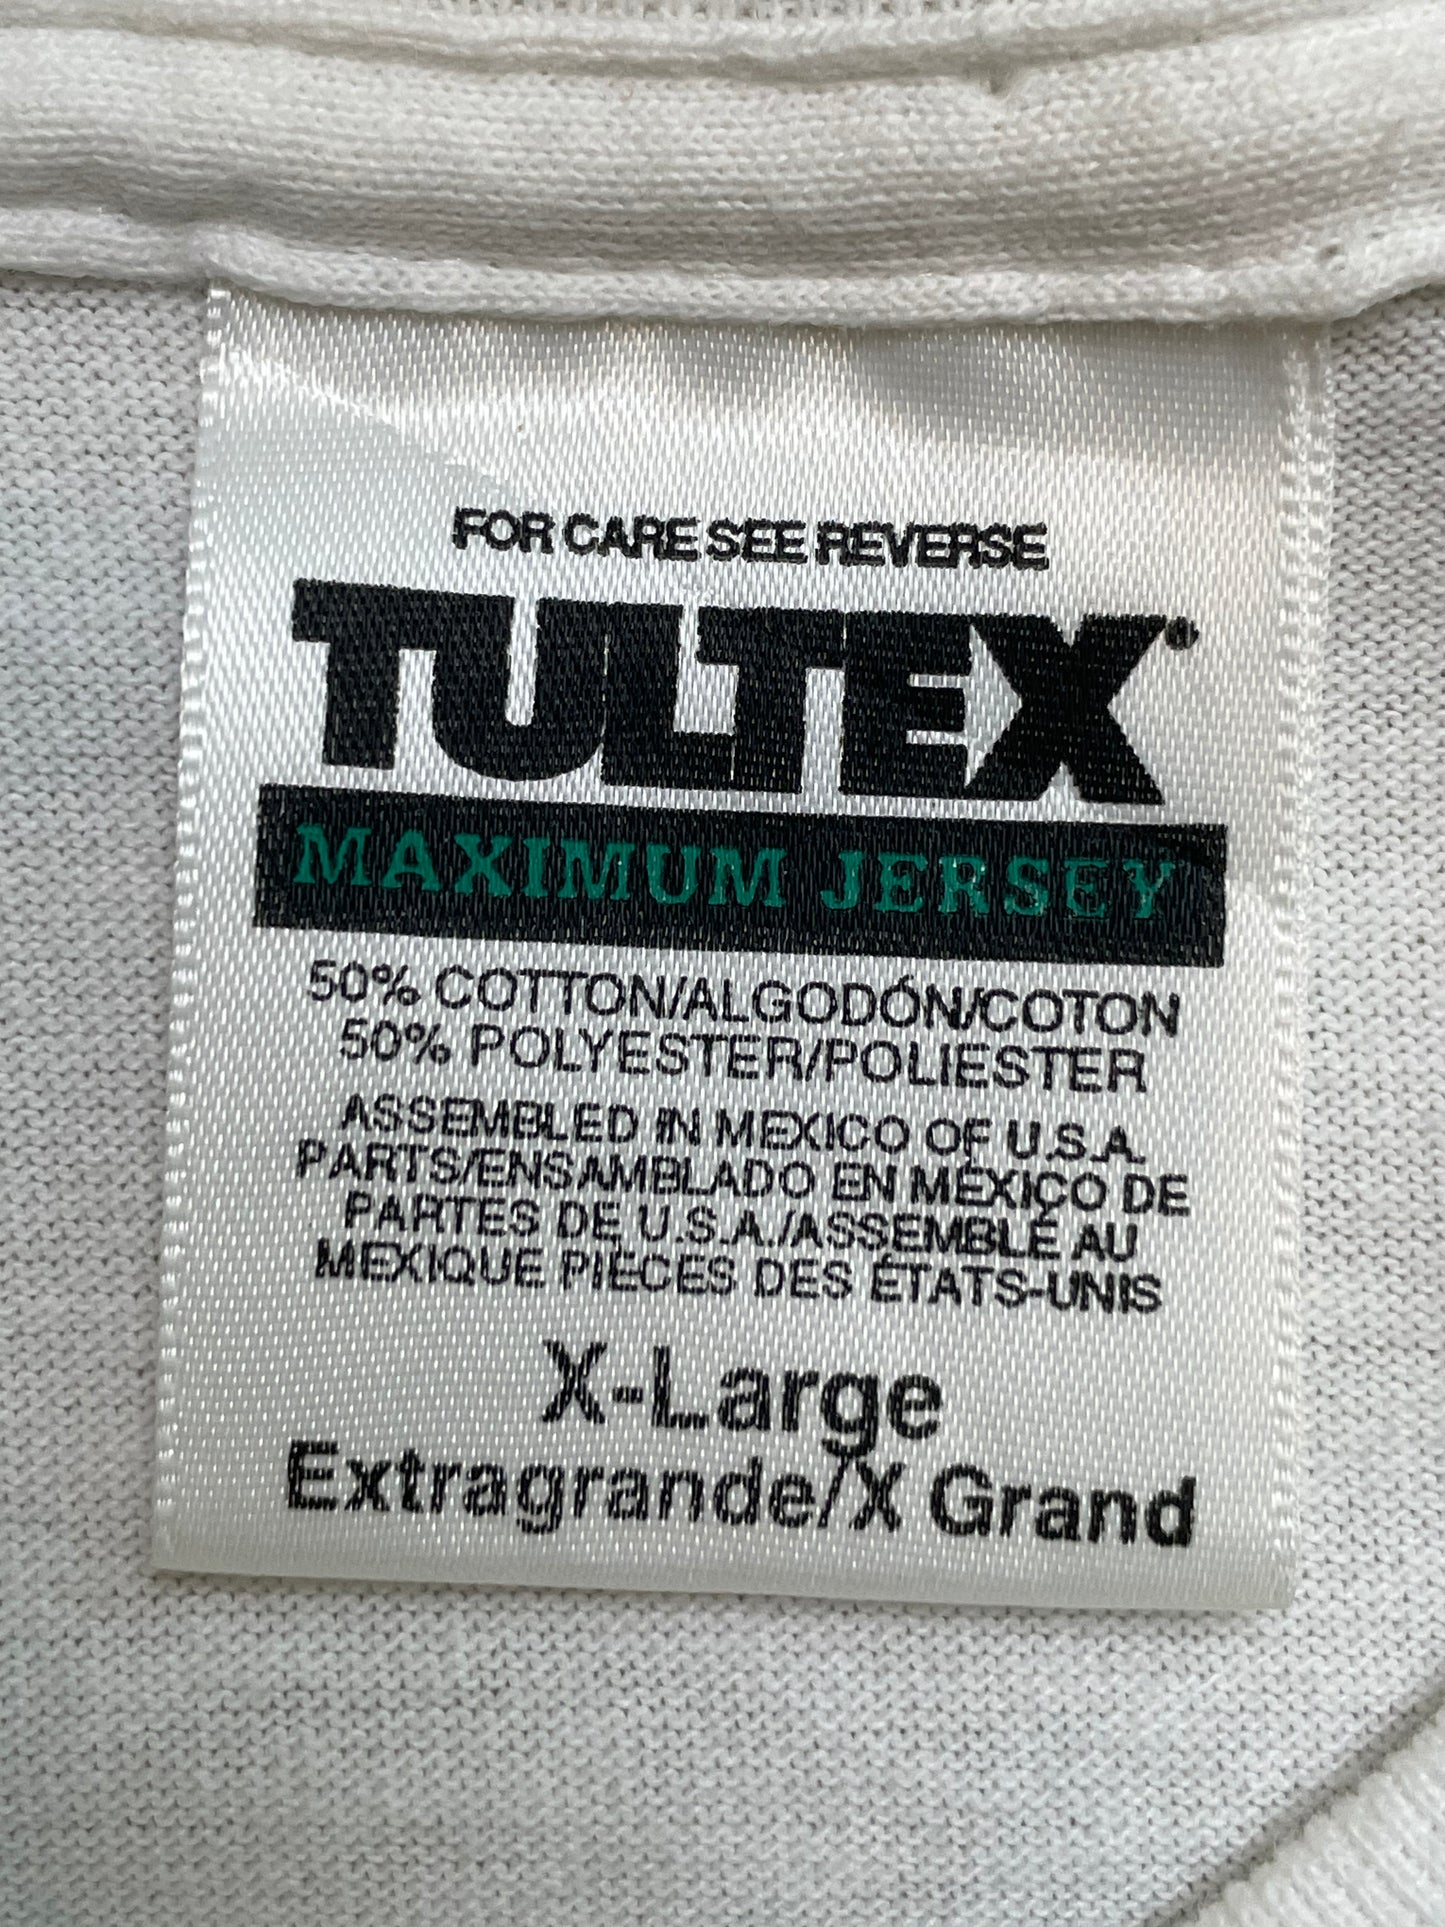 FOR CARE SEE REVERSE
TULTEX®
MAXIMUM JERSEY
50% COTTON/ALGODÓN/COTON
50% POLYESTER/POLIESTER
ASSEMBLED IN MEXICO OF U.S.A.
PARTS/ENSAMBLADO EN MÉXICO DE
PARTES DE U.S.A./ASSEMBLÉ AU
MEXIQUE PIÈCES DES ÉTATS-UNIS
X-Large
Extragrande/X Grand